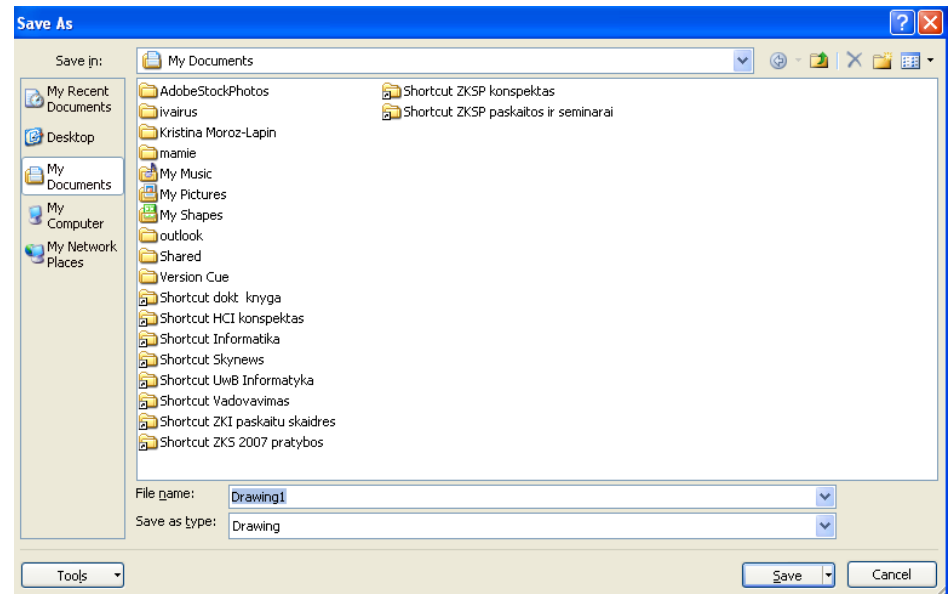 Save As
Save in:
My Documents
My Recent
Documents
Desktop
My
Documents
My
Computer
My Network
Places
AdobeStockPhotos
ivairus
Kristina Moroz-Lapin
mamie
My Music
My Pictures
My Shapes
outlook
Shared
Version Cue
Shortcut dokt knyga
Shortcut HCI konspektas
Shortcut Informatika
Shortcut Skynews
Shortcut UwB Informatyka
Shortcut Vadovavimas
Shortcut ZKI paskaitu skaidres
Shortcut ZKS 2007 pratybos
Shortcut ZKSP konspektas
Shortcut ZKSP paskaitos ir seminarai
File name:
Drawing1
Save as type:
Drawing
Tools
Save
Cancel